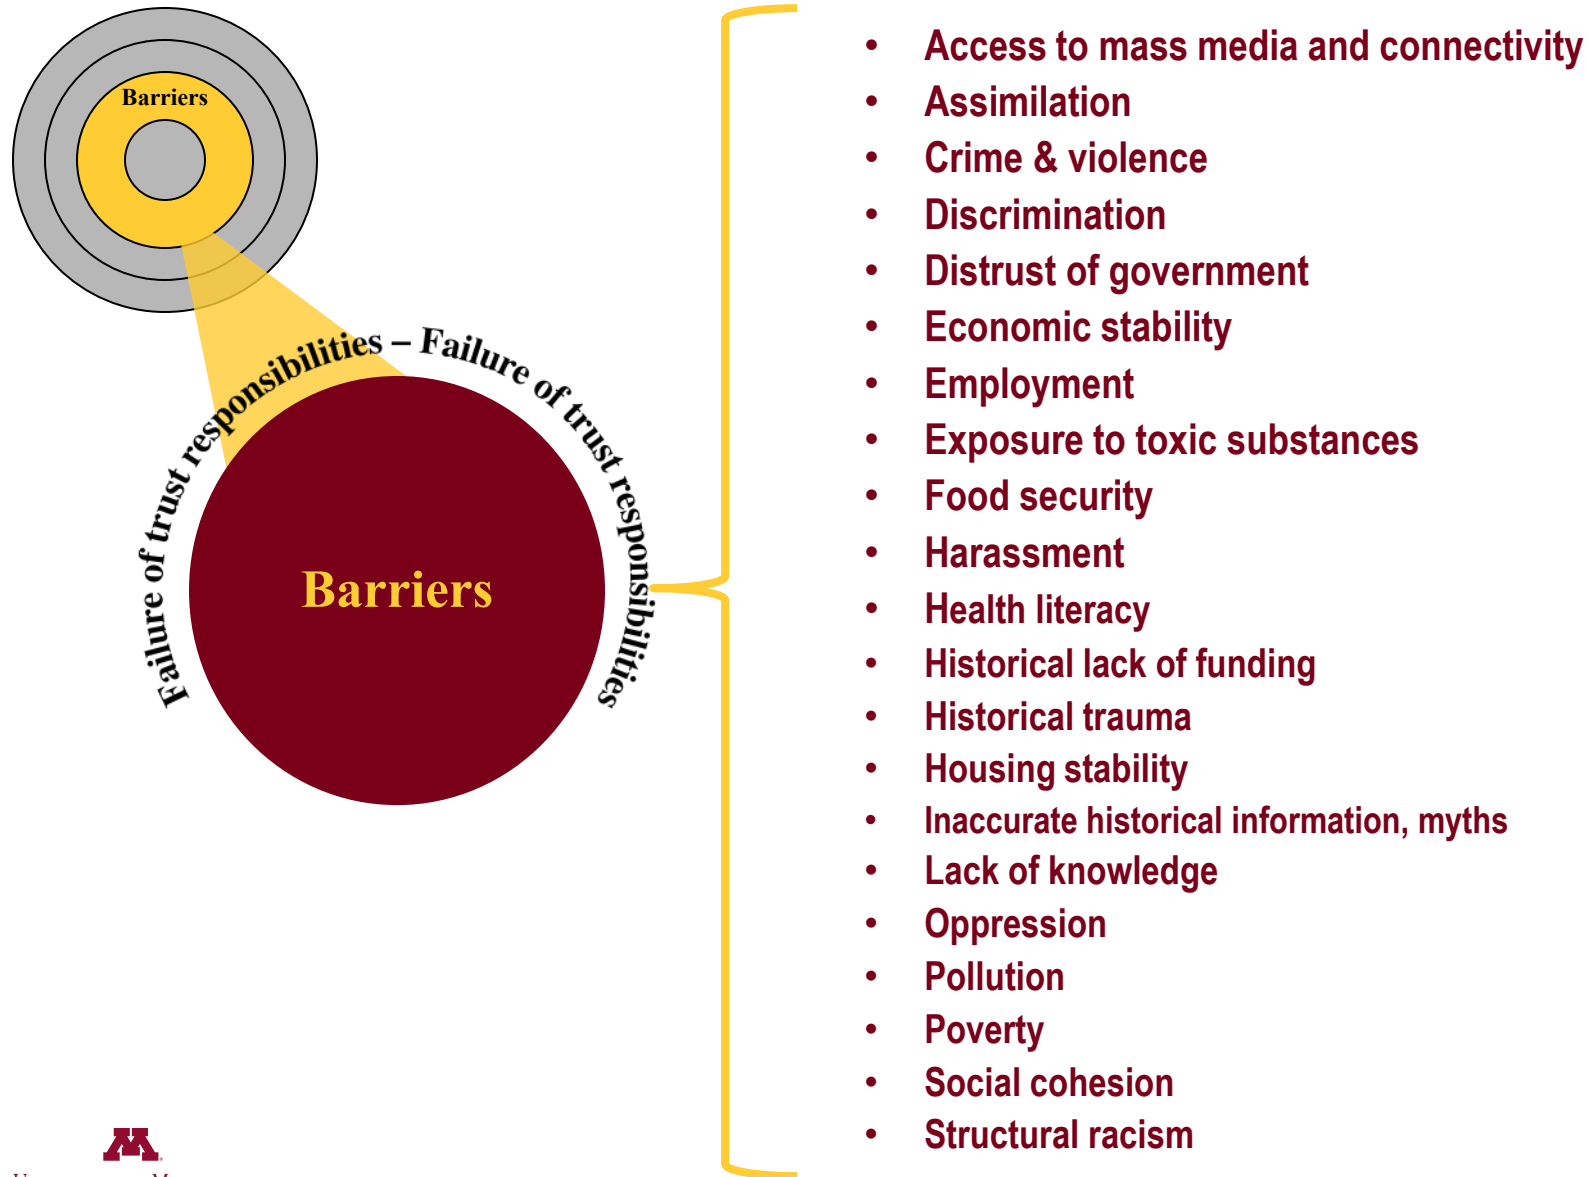 Barriers
Failure of trust responsibilities – Failure of trust responsibilities
Barriers
• Access to mass media and connectivity
• Assimilation
• Crime & violence
• Discrimination
• Distrust of government
• Economic stability
• Employment
• Exposure to toxic substances
• Food security
• Harassment
• Health literacy
• Historical lack of funding
• Historical trauma
• Housing stability
• Inaccurate historical information, myths
• Lack of knowledge
• Oppression
• Pollution
• Poverty
• Social cohesion
• Structural racism
M